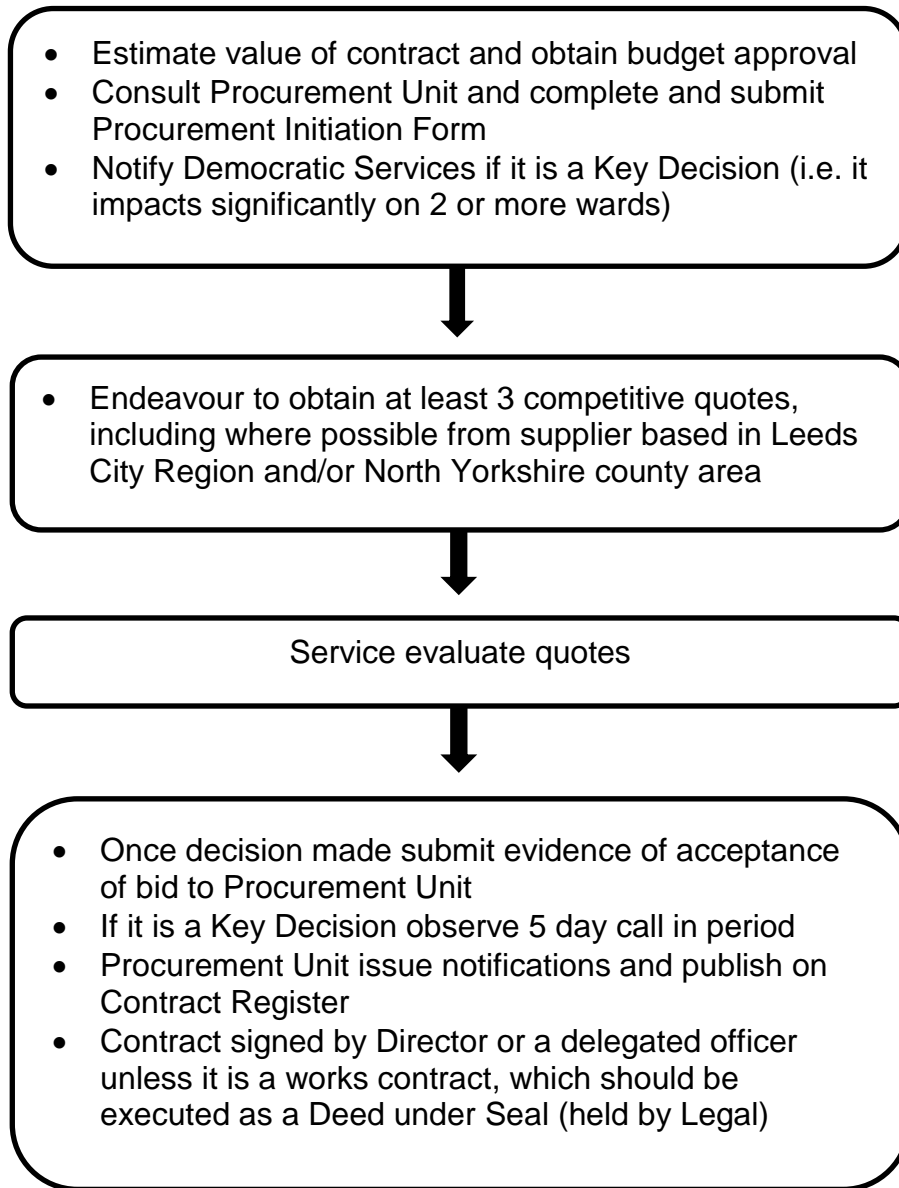 • Estimate value of contract and obtain budget approval
• Consult Procurement Unit and complete and submit
Procurement Initiation Form
• Notify Democratic Services if it is a Key Decision (i.e. it
impacts significantly on 2 or more wards)
• Endeavour to obtain at least 3 competitive quotes,
including where possible from supplier based in Leeds
City Region and/or North Yorkshire county area
Service evaluate quotes
• Once decision made submit evidence of acceptance
of bid to Procurement Unit
• If it is a Key Decision observe 5 day call in period
• Procurement Unit issue notifications and publish on
Contract Register
• Contract signed by Director or a delegated officer
unless it is a works contract, which should be
executed as a Deed under Seal (held by Legal)